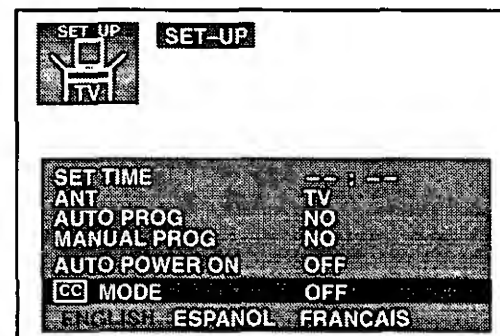 SET UP
TV
SET-UP
SET TIME -- : --
ANT TV
AUTO PROG NO
MANUAL PROG NO
AUTO POWER ON OFF
CC MODE OFF
ENGLISH ESPANOL FRANCAIS